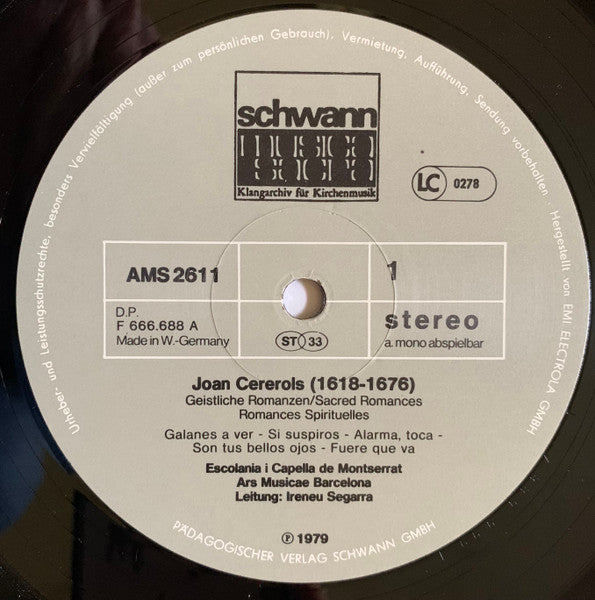 Urheber- und Leistungsschutzrechte, besonders Vervielfältigung (außer zum persönlichen Gebrauch), Vermietung, Aufführung, Sendung vorbehalten · Hergestellt von EMI ELECTROLA GMBH
schwann
MUSICA
SACRA
Klangarchiv für Kirchenmusik
LC 0278
AMS 2611
1
D.P.
F 666.688 A
Made in W.-Germany
ST 33
stereo
a. mono abspielbar
Joan Cererols (1618-1676)
Geistliche Romanzen/Sacred Romances
Romances Spirituelles
Galanes a ver - Si suspiros - Alarma, toca -
Son tus bellos ojos - Fuere que va
Escolania i Capella de Montserrat
Ars Musicae Barcelona
Leitung: Ireneu Segarra
℗ 1979
PÄDAGOGISCHER VERLAG SCHWANN GMBH